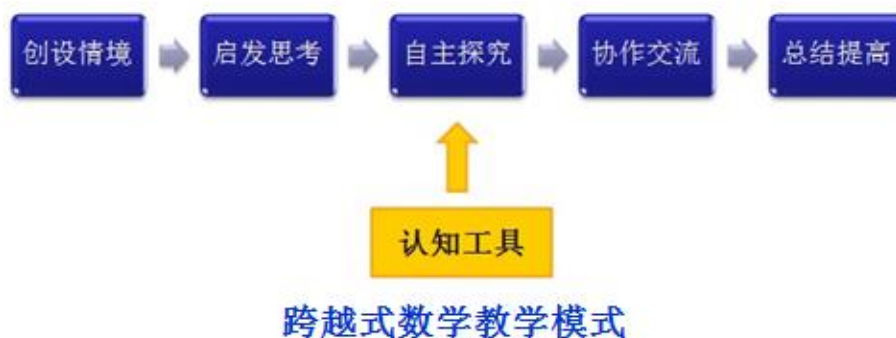 创设情境
启发思考
自主探究
协作交流
总结提高
认知工具
跨越式数学教学模式